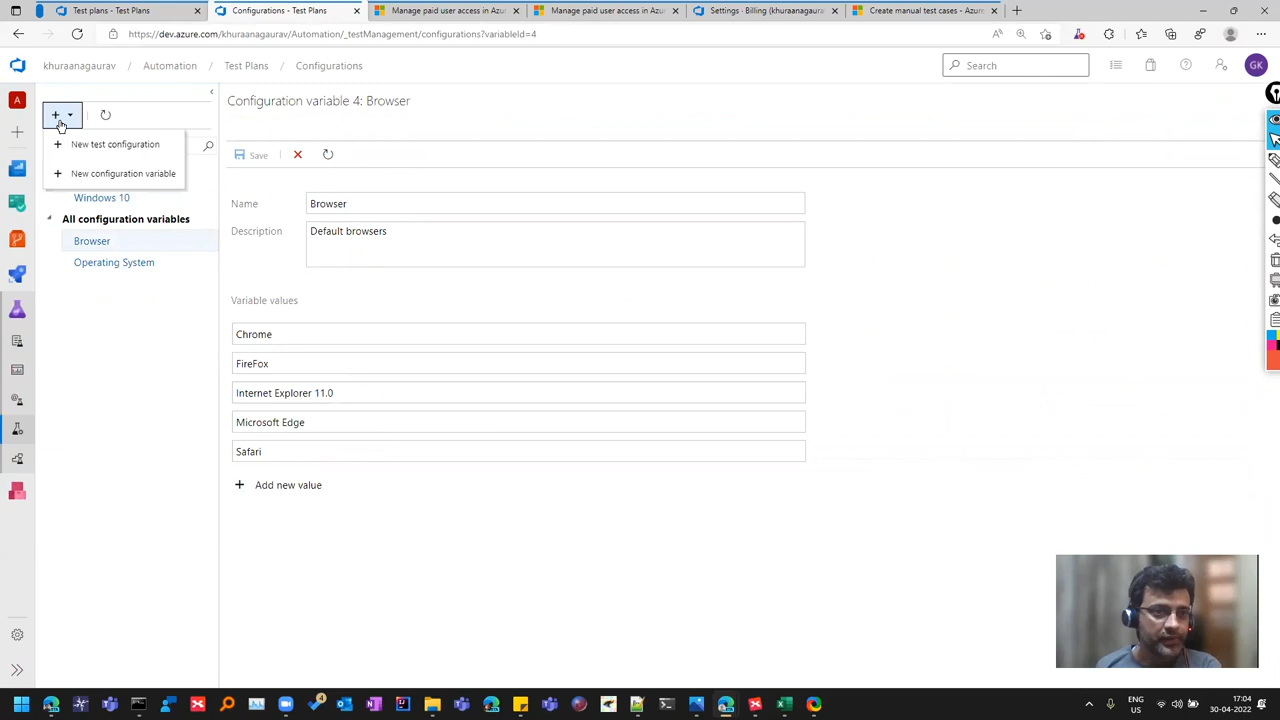 Test plans - Test Plans
Configurations - Test Plans
Manage paid user access in Azu
Manage paid user access in Azu
Settings · Billing (khuraanagaurav
Create manual test cases - Azure
https://dev.azure.com/khuraanagaurav/Automation/_testManagement/configurations?variableId=4
khuraanagaurav / Automation / Test Plans / Configurations
Search
GK
A
Configuration variable 4: Browser
New test configuration
Save
New configuration variable
Windows 10
Name
Browser
All configuration variables
Description
Default browsers
Browser
Operating System
Variable values
Chrome
FireFox
Internet Explorer 11.0
Microsoft Edge
Safari
Add new value
ENG
US
17:04
30-04-2022